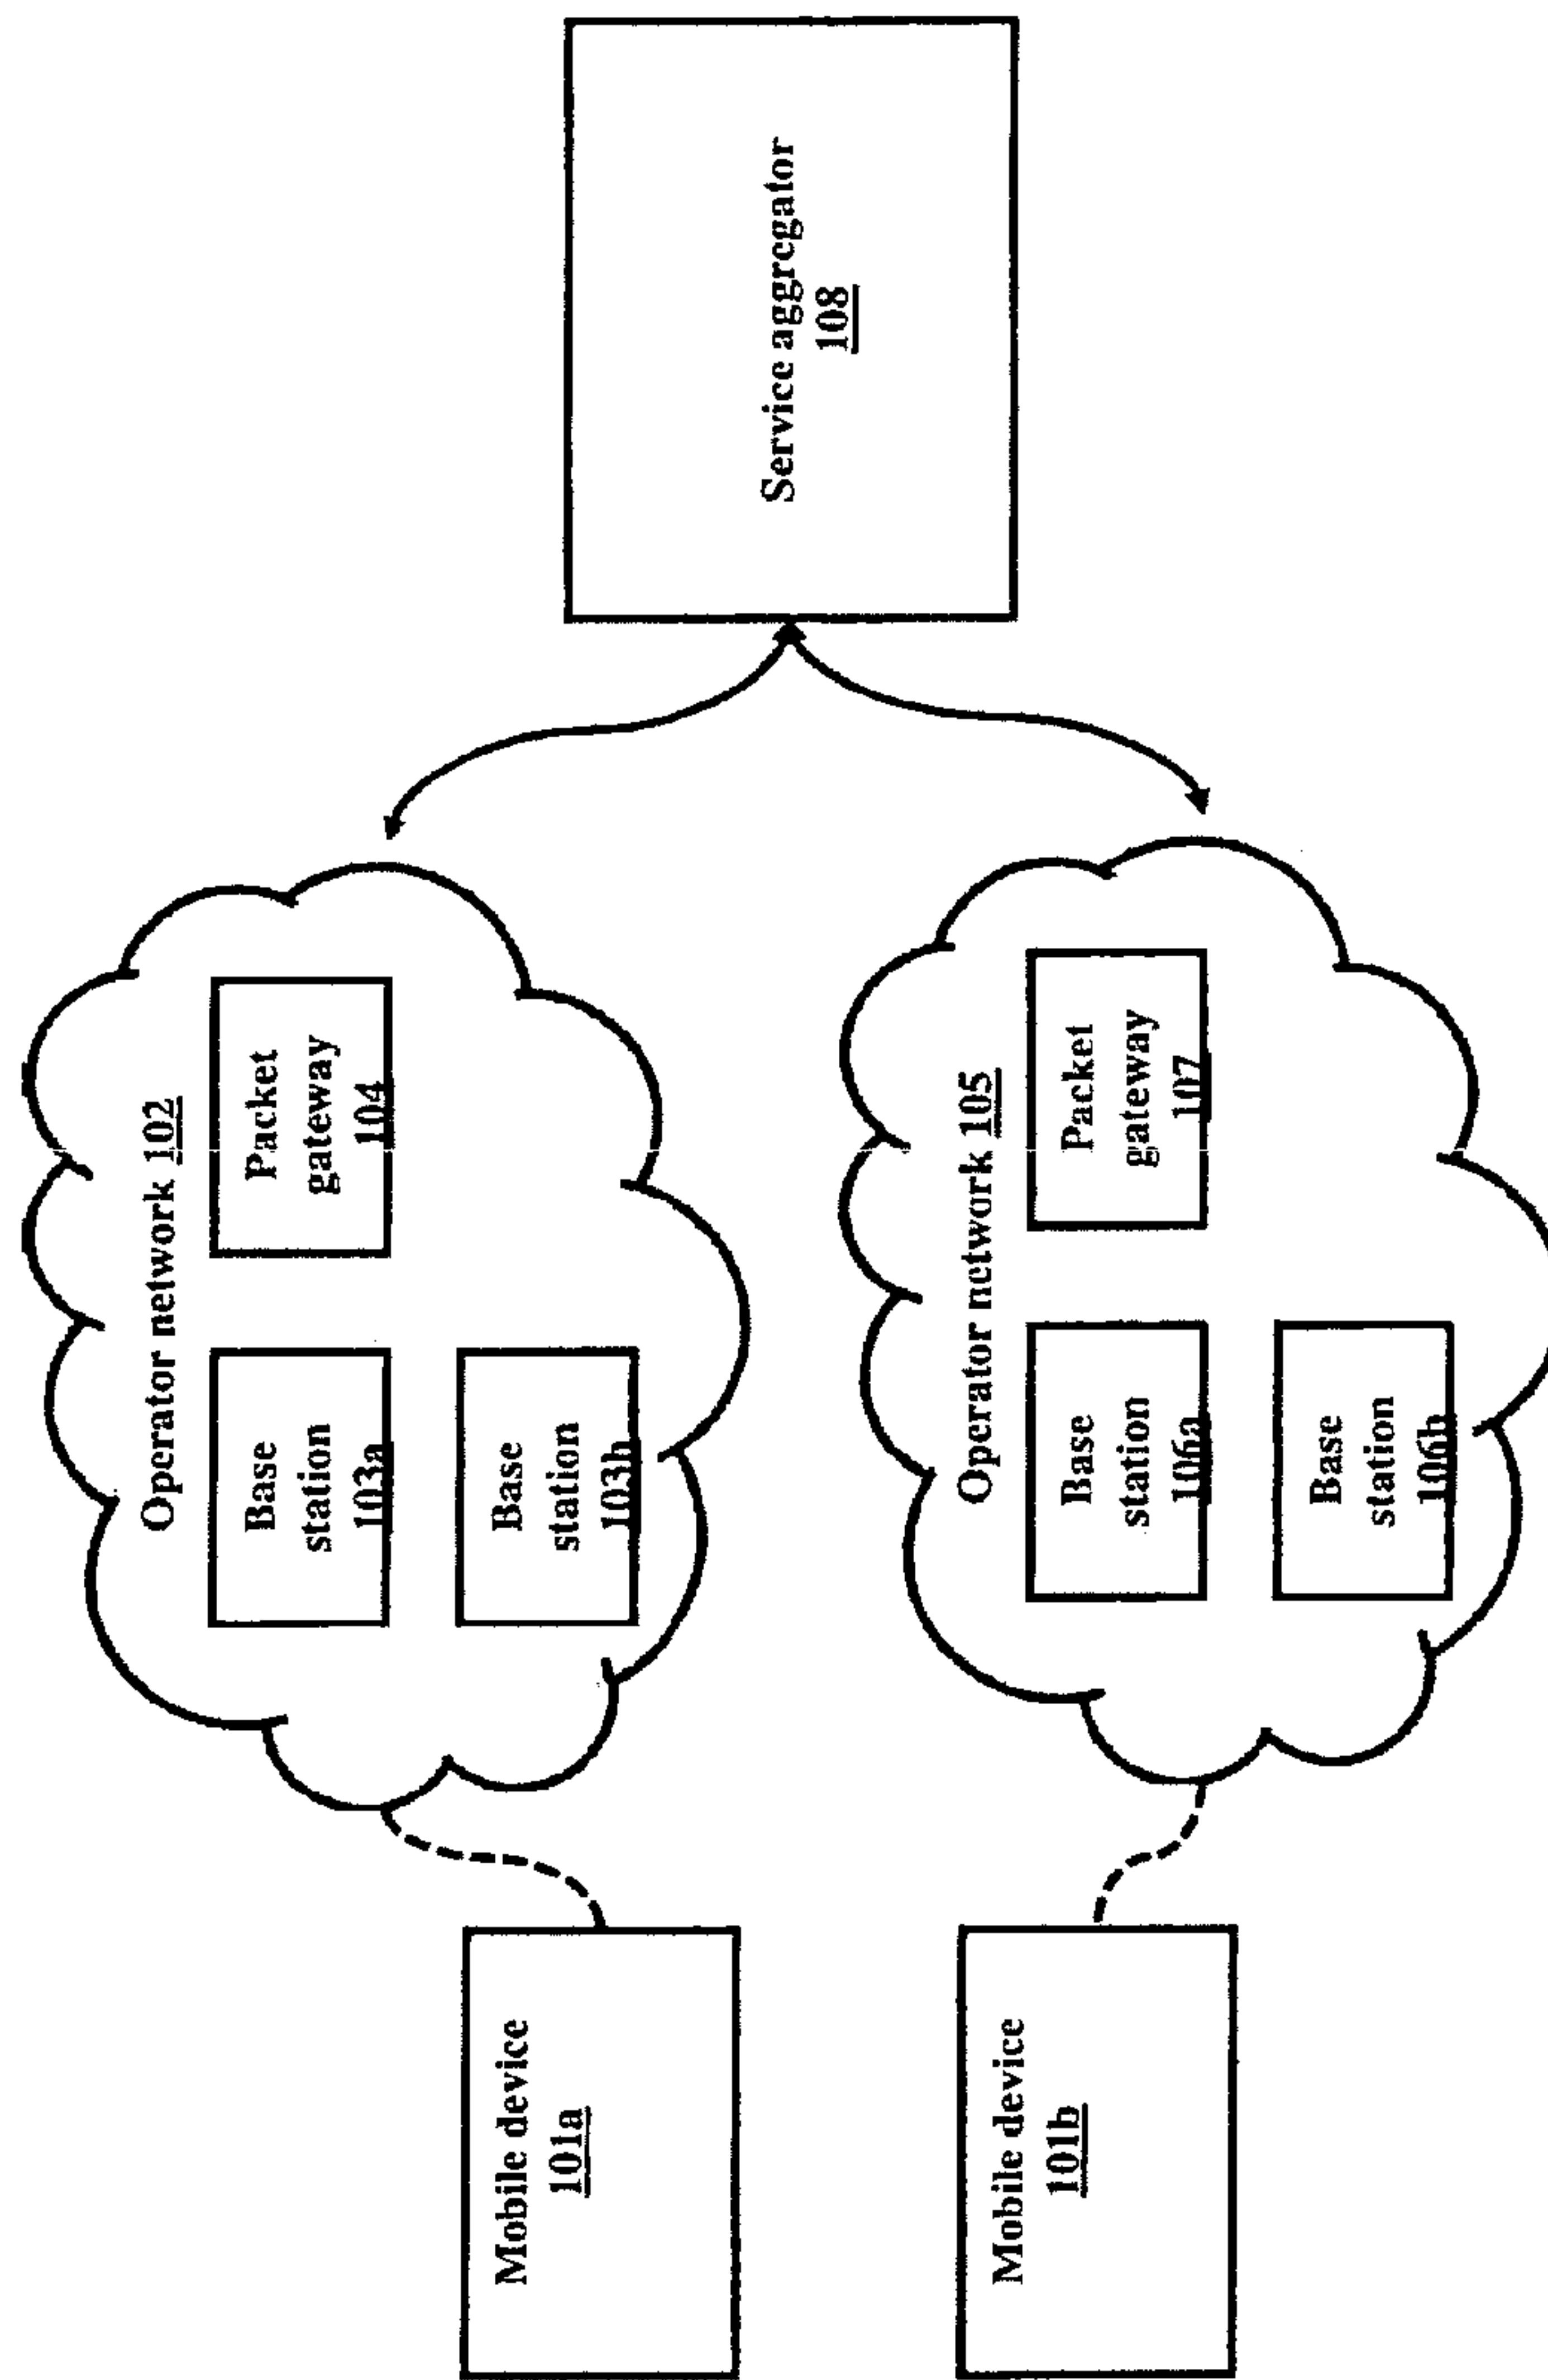 Mobile device
101a
Mobile device
101b
Operator network 102
Base
station
103a
Base
station
103b
Packet
gateway
104
Operator network 105
Base
station
106a
Base
station
106b
Packet
gateway
107
Service aggregator
108